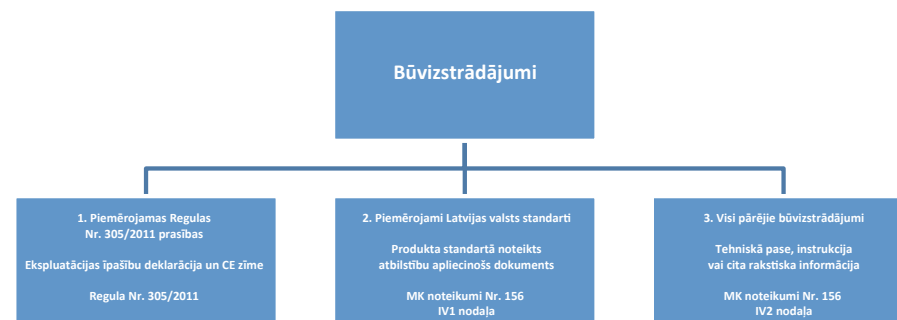 Būvizstrādājumi
1. Piemērojamas Regulas
Nr. 305/2011 prasības
Ekspluatācijas īpašību deklarācija un CE zīme
Regula Nr. 305/2011
2. Piemērojami Latvijas valsts standarti
Produkta standartā noteikts
atbilstību apliecinošs dokuments
MK noteikumi Nr. 156
IV1 nodaļa
3. Visi pārējie būvizstrādājumi
Tehniskā pase, instrukcija
vai cita rakstiska informācija
MK noteikumi Nr. 156
IV2 nodaļa